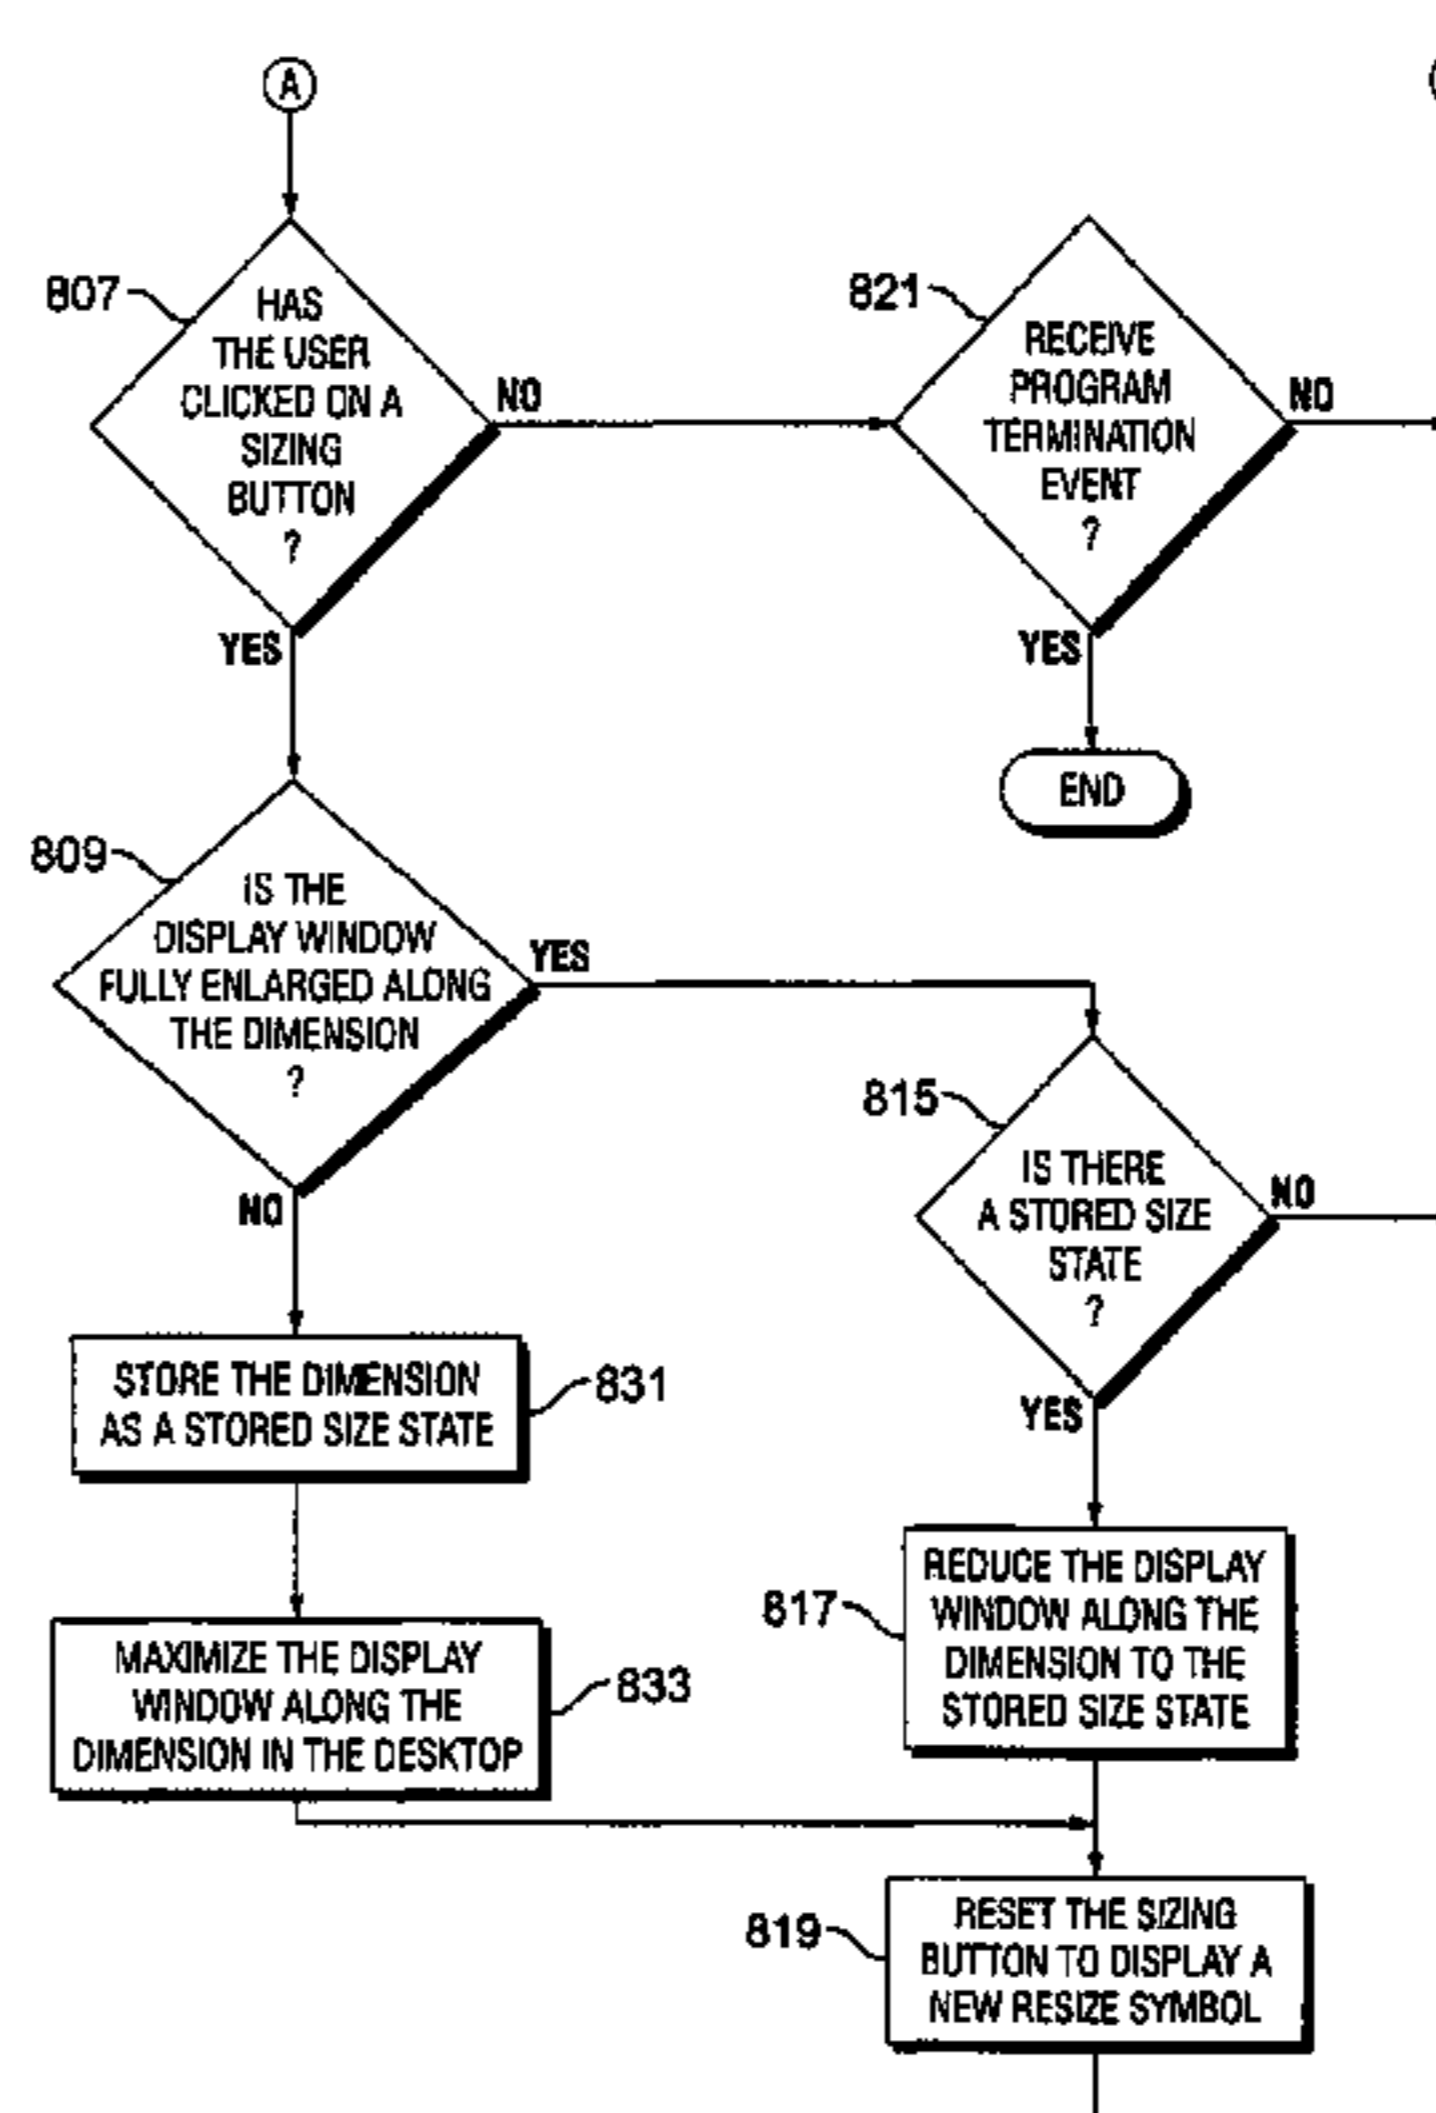 A
807
HAS
THE USER
CLICKED ON A
SIZING
BUTTON
?
NO
YES
821
RECEIVE
PROGRAM
TERMINATION
EVENT
?
NO
YES
END
809
IS THE
DISPLAY WINDOW
FULLY ENLARGED ALONG
THE DIMENSION
?
YES
NO
815
IS THERE
A STORED SIZE
STATE
?
NO
YES
STORE THE DIMENSION
AS A STORED SIZE STATE
831
MAXIMIZE THE DISPLAY
WINDOW ALONG THE
DIMENSION IN THE DESKTOP
833
817
REDUCE THE DISPLAY
WINDOW ALONG THE
DIMENSION TO THE
STORED SIZE STATE
819
RESET THE SIZING
BUTTON TO DISPLAY A
NEW RESIZE SYMBOL